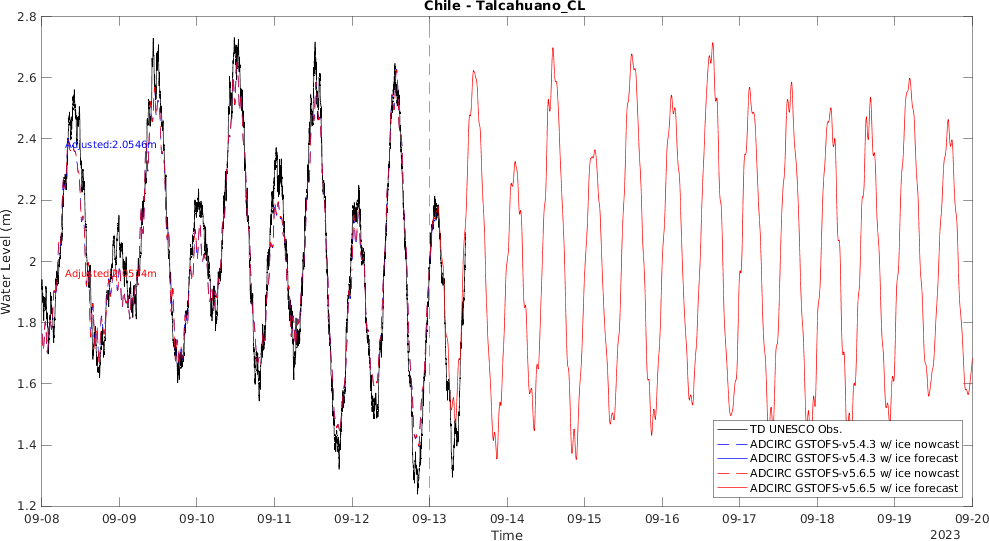 Chile - Talcahuano_CL
2.8
2.6
2.4
2.2
2
1.8
1.6
1.4
1.2
Water Level (m)
Adjusted:2.0546m
Adjusted:
TD UNESCO Obs.
ADCIRC GSTOFS-v5.4.3 w/ ice nowcast
ADCIRC GSTOFS-v5.4.3 w/ ice forecast
ADCIRC GSTOFS-v5.6.5 w/ ice nowcast
ADCIRC GSTOFS-v5.6.5 w/ ice forecast
09-08 09-09 09-10 09-11 09-12 09-13 09-14 09-15 09-16 09-17 09-18 09-19 09-20
Time
2023